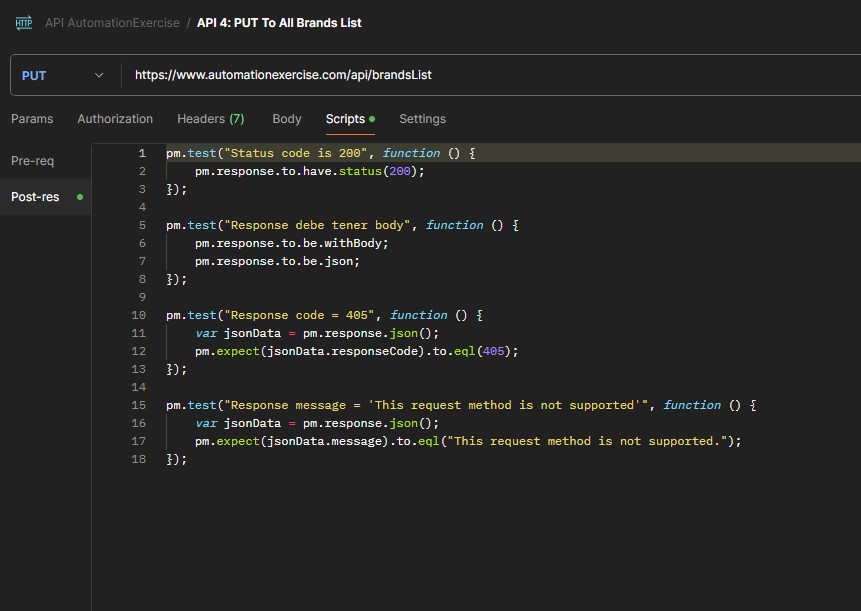 HTTP API AutomationExercise / API 4: PUT To All Brands List
PUT https://www.automationexercise.com/api/brandsList
Params Authorization Headers (7) Body Scripts Settings
Pre-req
Post-res
1 pm.test("Status code is 200", function () {
2     pm.response.to.have.status(200);
3 });
4
5 pm.test("Response debe tener body", function () {
6     pm.response.to.be.withBody;
7     pm.response.to.be.json;
8 });
9
10 pm.test("Response code = 405", function () {
11     var jsonData = pm.response.json();
12     pm.expect(jsonData.responseCode).to.eql(405);
13 });
14
15 pm.test("Response message = 'This request method is not supported'", function () {
16     var jsonData = pm.response.json();
17     pm.expect(jsonData.message).to.eql("This request method is not supported.");
18 });